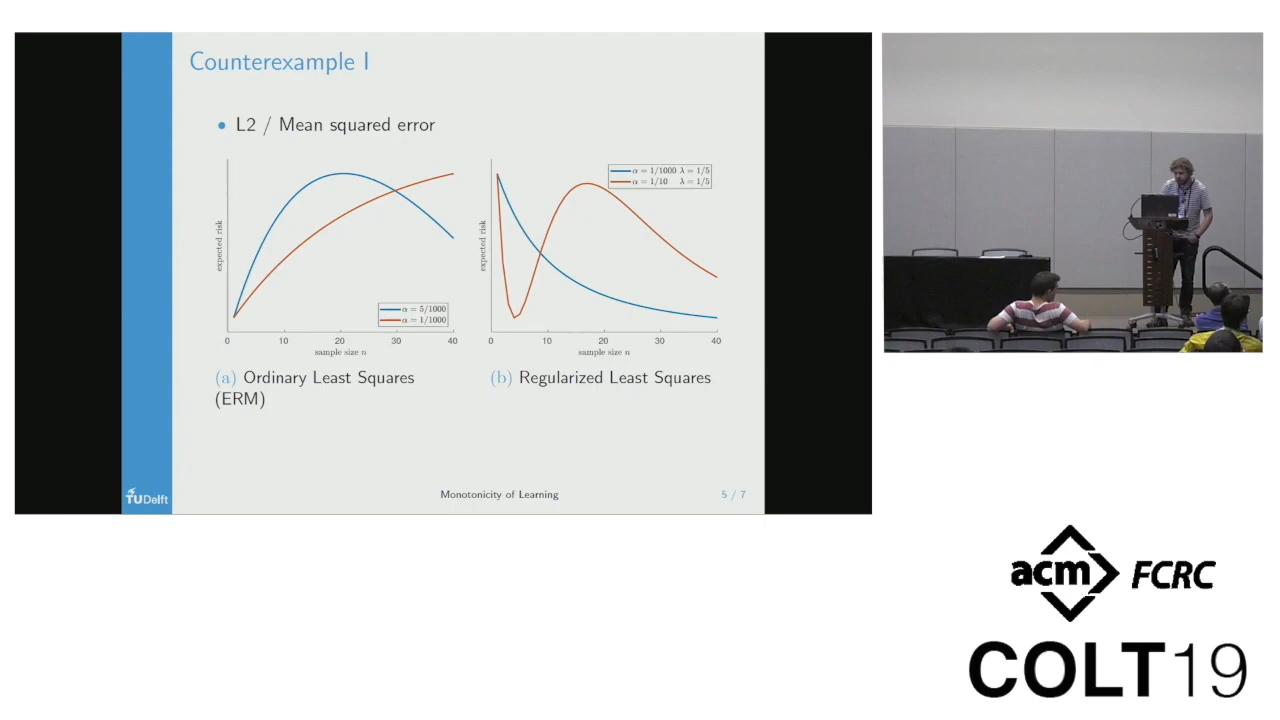 Counterexample I
• L2 / Mean squared error
expected risk
α = 5/1000
α = 1/1000
0 10 20 30 40
sample size n
expected risk
α = 1/1000 λ = 1/5
α = 1/10 λ = 1/5
0 10 20 30 40
sample size n
(a) Ordinary Least Squares
(ERM)
(b) Regularized Least Squares
TUDelft
Monotonicity of Learning
5 / 7
acm FCRC
COLT19